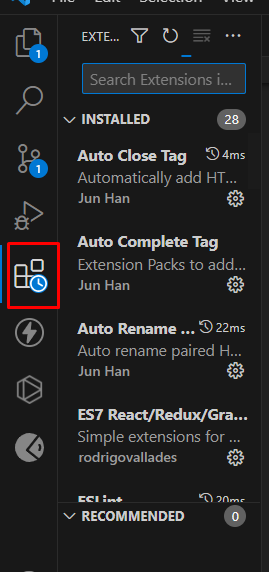 File Edit Selection View
EXTE...
1
Search Extensions i...
INSTALLED 28
1
Auto Close Tag 4ms
Automatically add HT...
Jun Han
Auto Complete Tag
Extension Packs to add...
Jun Han
Auto Rename ... 22ms
Auto rename paired H...
Jun Han
ES7 React/Redux/Gra...
Simple extensions for ...
rodrigovallades
ESLint 20ms
RECOMMENDED 0